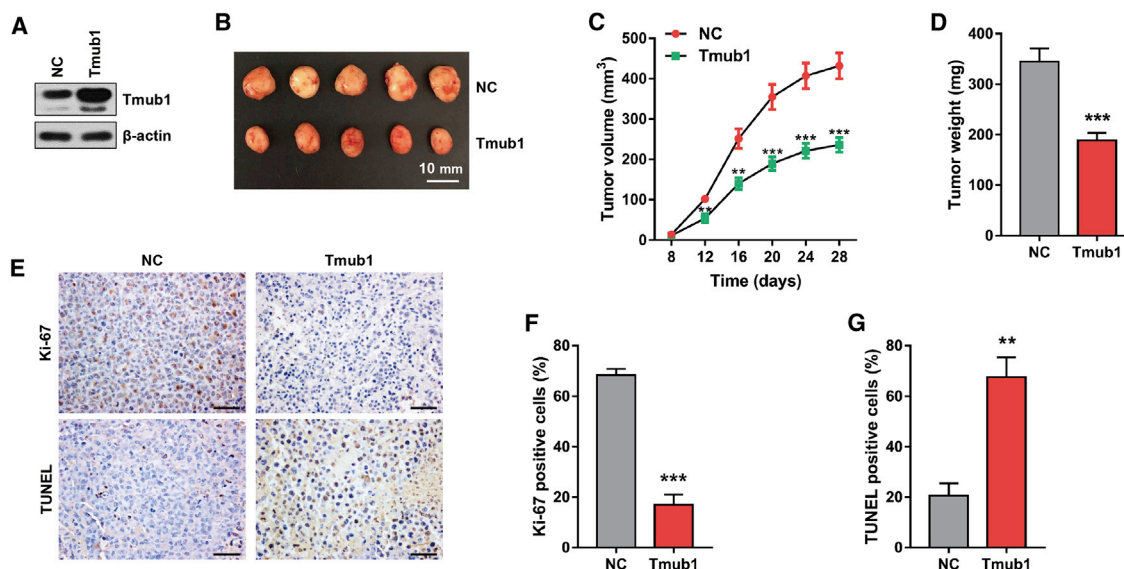 A
NC
Tmub1
Tmub1
β-actin
B
NC
Tmub1
10 mm
C
NC
Tmub1
Tumor volume (mm3)
500
400
300
200
100
0
**
**
***
***
***
8 12 16 20 24 28
Time (days)
D
Tumor weight (mg)
400
300
200
100
0
***
NC Tmub1
E
NC Tmub1
Ki-67
TUNEL
F
Ki-67 positive cells (%)
80
60
40
20
0
***
NC Tmub1
G
TUNEL positive cells (%)
80
60
40
20
0
**
NC Tmub1